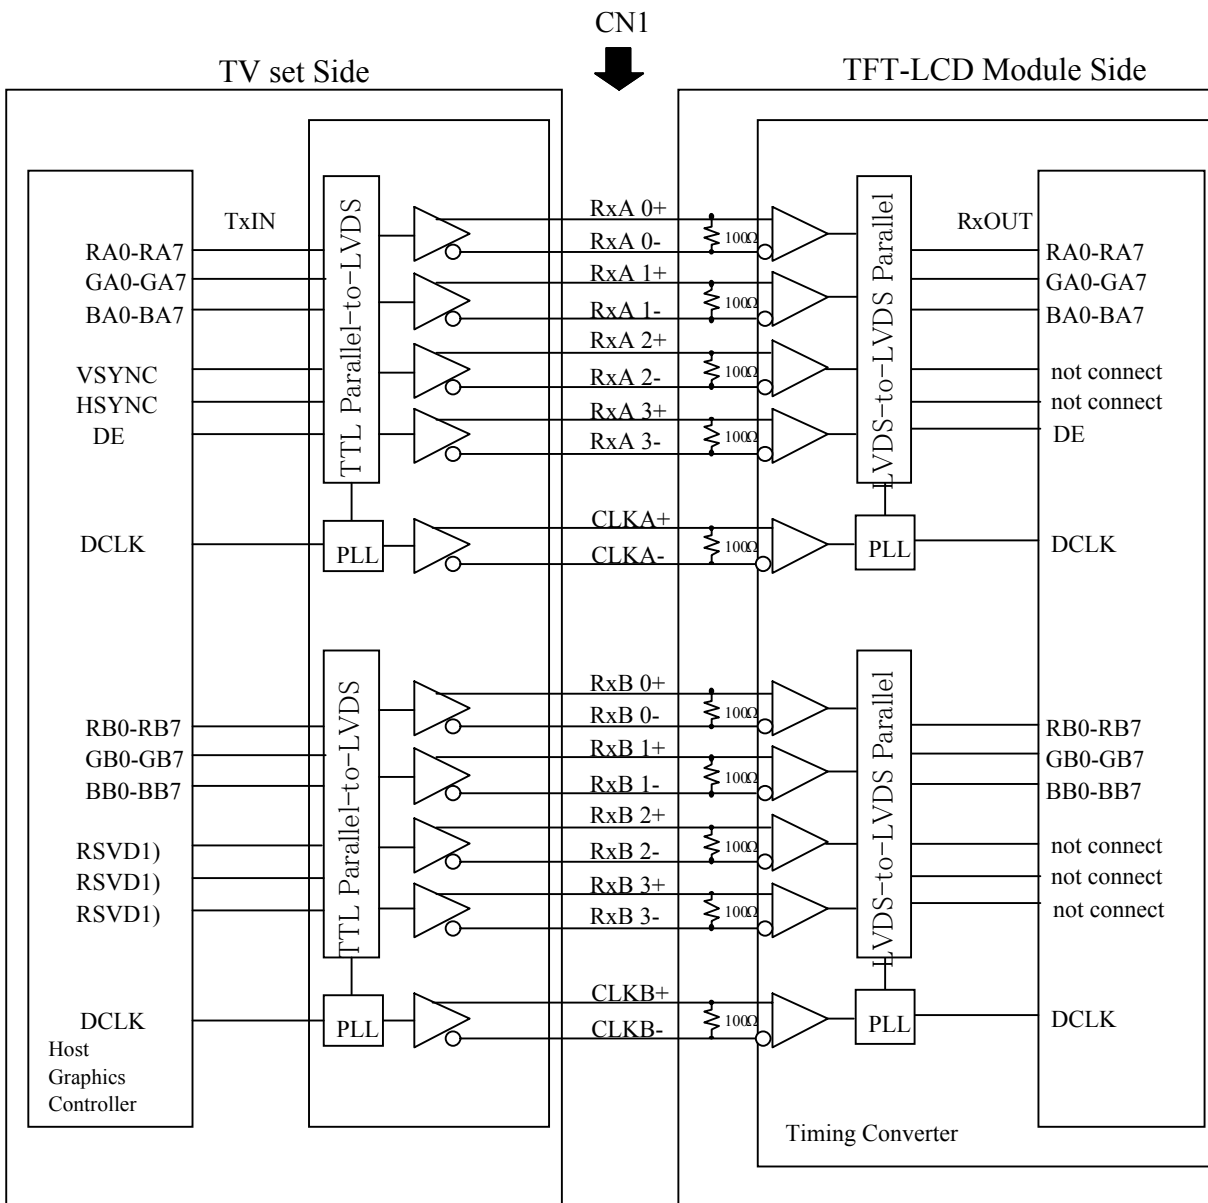 CN1
TV set Side
TFT-LCD Module Side
TxIN
RxOUT
RA0-RA7
GA0-GA7
BA0-BA7
VSYNC
HSYNC
DE
DCLK
TTL Parallel-to-LVDS
PLL
RxA 0+
RxA 0-
RxA 1+
RxA 1-
RxA 2+
RxA 2-
RxA 3+
RxA 3-
CLKA+
CLKA-
100Ω
100Ω
100Ω
100Ω
100Ω
LVDS-to-LVDS Parallel
PLL
RA0-RA7
GA0-GA7
BA0-BA7
not connect
not connect
DE
DCLK
RB0-RB7
GB0-GB7
BB0-BB7
RSVD1)
RSVD1)
RSVD1)
DCLK
TTL Parallel-to-LVDS
PLL
RxB 0+
RxB 0-
RxB 1+
RxB 1-
RxB 2+
RxB 2-
RxB 3+
RxB 3-
CLKB+
CLKB-
100Ω
100Ω
100Ω
100Ω
100Ω
LVDS-to-LVDS Parallel
PLL
RB0-RB7
GB0-GB7
BB0-BB7
not connect
not connect
not connect
DCLK
Host
Graphics
Controller
Timing Converter